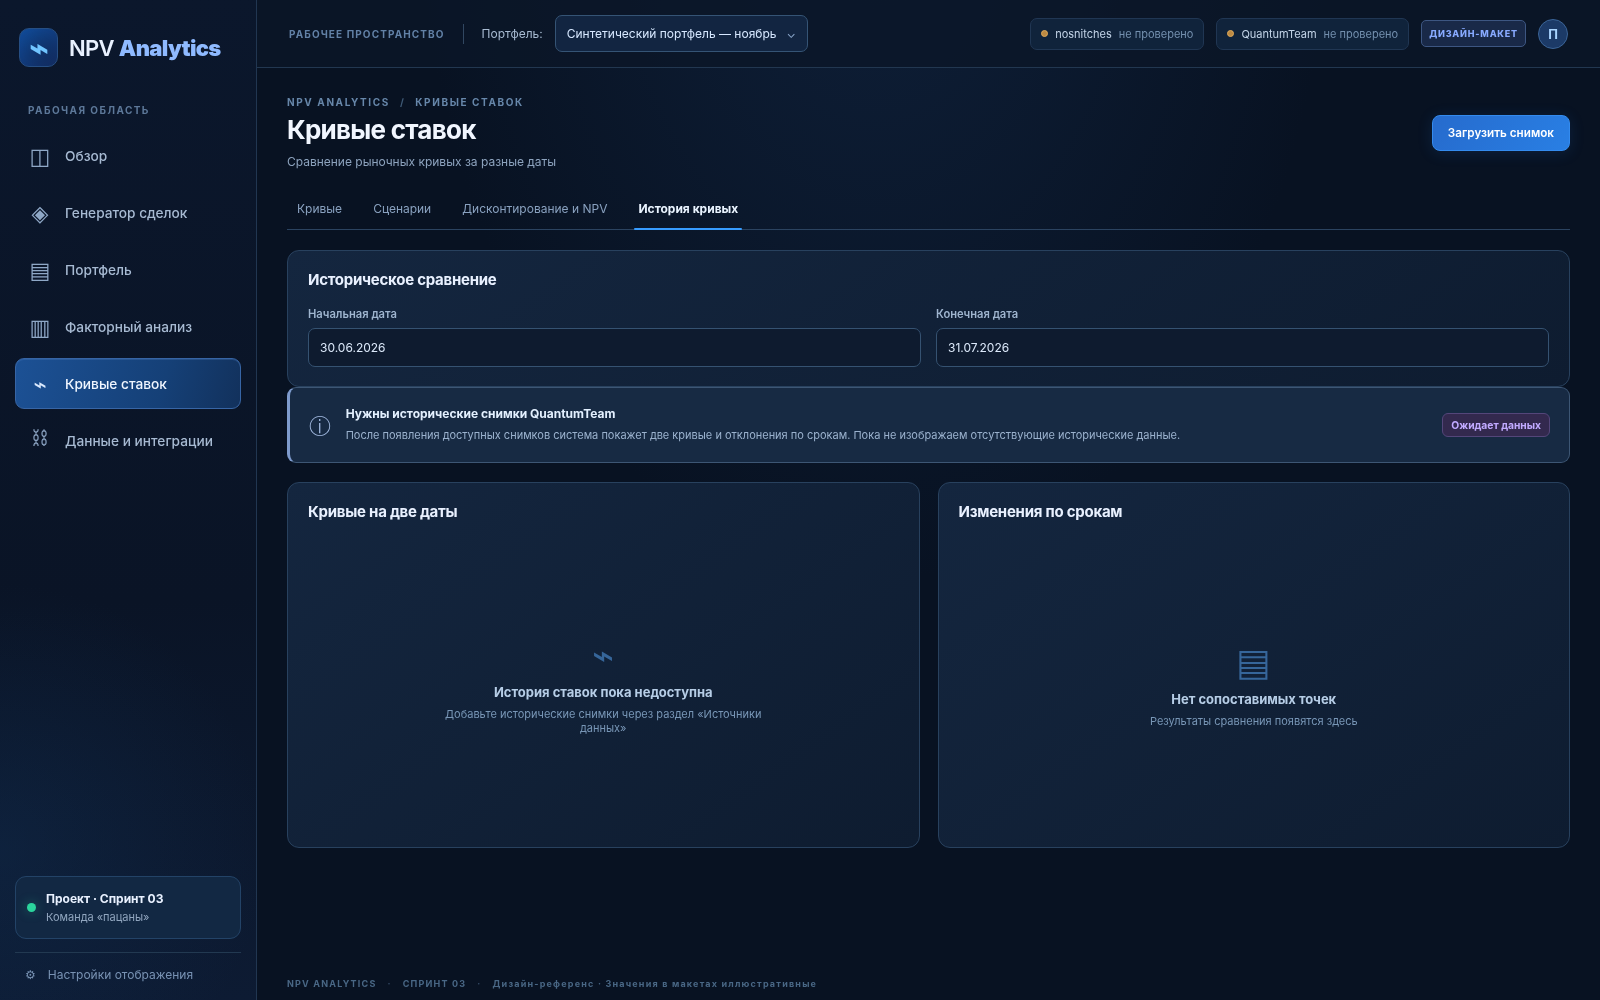 NPV Analytics
РАБОЧАЯ ОБЛАСТЬ
Обзор
Генератор сделок
Портфель
Факторный анализ
Кривые ставок
Данные и интеграции
Проект · Спринт 03
Команда «пацаны»
Настройки отображения
РАБОЧЕЕ ПРОСТРАНСТВО
Портфель:
Синтетический портфель — ноябрь
nosnitches не проверено
QuantumTeam не проверено
ДИЗАЙН-МАКЕТ
П
NPV ANALYTICS / КРИВЫЕ СТАВОК
Кривые ставок
Сравнение рыночных кривых за разные даты
Загрузить снимок
Кривые
Сценарии
Дисконтирование и NPV
История кривых
Историческое сравнение
Начальная дата
30.06.2026
Конечная дата
31.07.2026
Нужны исторические снимки QuantumTeam
После появления доступных снимков система покажет две кривые и отклонения по срокам. Пока не изображаем отсутствующие исторические данные.
Ожидает данных
Кривые на две даты
История ставок пока недоступна
Добавьте исторические снимки через раздел «Источники
данных»
Изменения по срокам
Нет сопоставимых точек
Результаты сравнения появятся здесь
NPV ANALYTICS · СПРИНТ 03 · Дизайн-референс · Значения в макетах иллюстративные